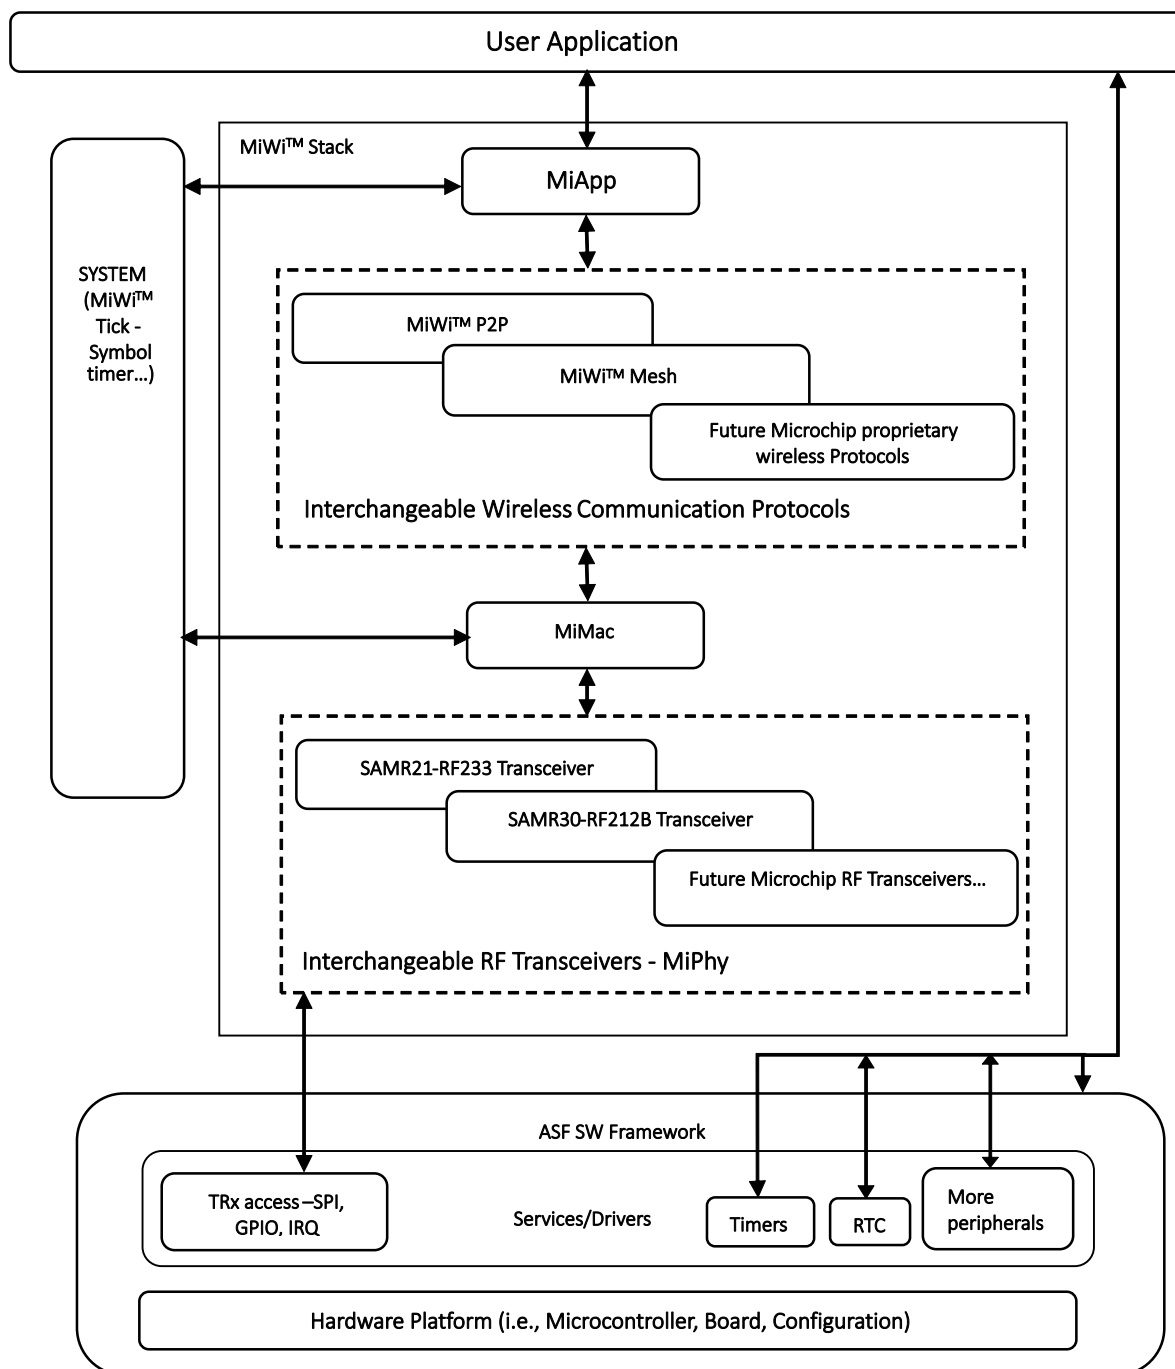 User Application
MiWi™ Stack
MiApp
SYSTEM
(MiWi™
Tick -
Symbol
timer...)
MiWi™ P2P
MiWi™ Mesh
Future Microchip proprietary
wireless Protocols
Interchangeable Wireless Communication Protocols
MiMac
SAMR21-RF233 Transceiver
SAMR30-RF212B Transceiver
Future Microchip RF Transceivers...
Interchangeable RF Transceivers - MiPhy
ASF SW Framework
TRx access –SPI,
GPIO, IRQ
Services/Drivers
Timers
RTC
More
peripherals
Hardware Platform (i.e., Microcontroller, Board, Configuration)